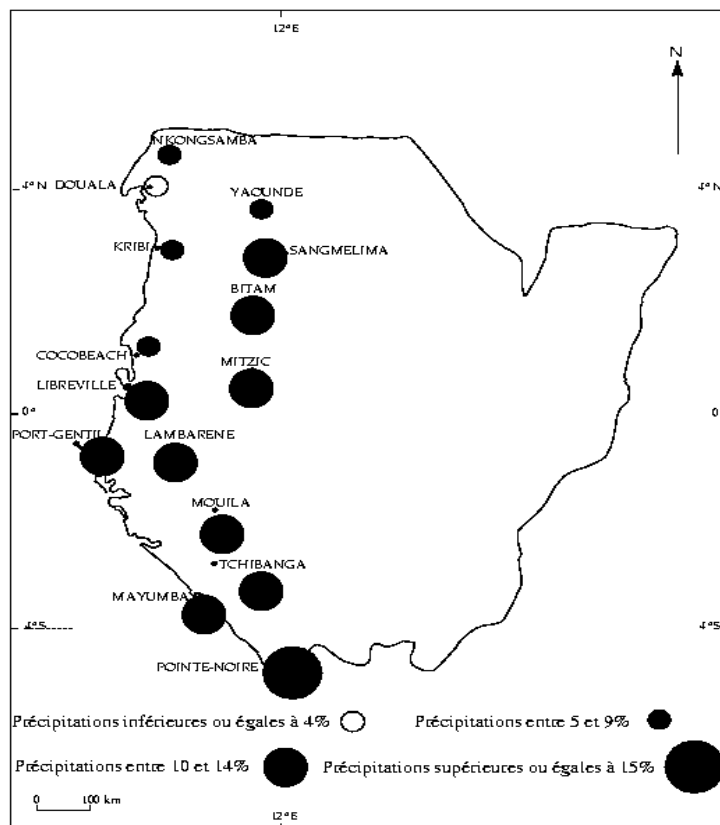 12°E
N
NKONGSAMBA
4°N DOUALA 4°N
YAOUNDE
KRIBI SANGMELIMA
BITAM
COCOBEACH MITZIC
LIBREVILLE
0° 0
PORT-GENTIL LAMBARENE
MOUILA
TCHIBANGA
MAYUMBA
4°S 4°S
POINTE-NOIRE
Précipitations inférieures ou égales à 4% Précipitations entre 5 et 9%
Précipitations entre 10 et 14% Précipitations supérieures ou égales à 15%
0 100 km
12°E